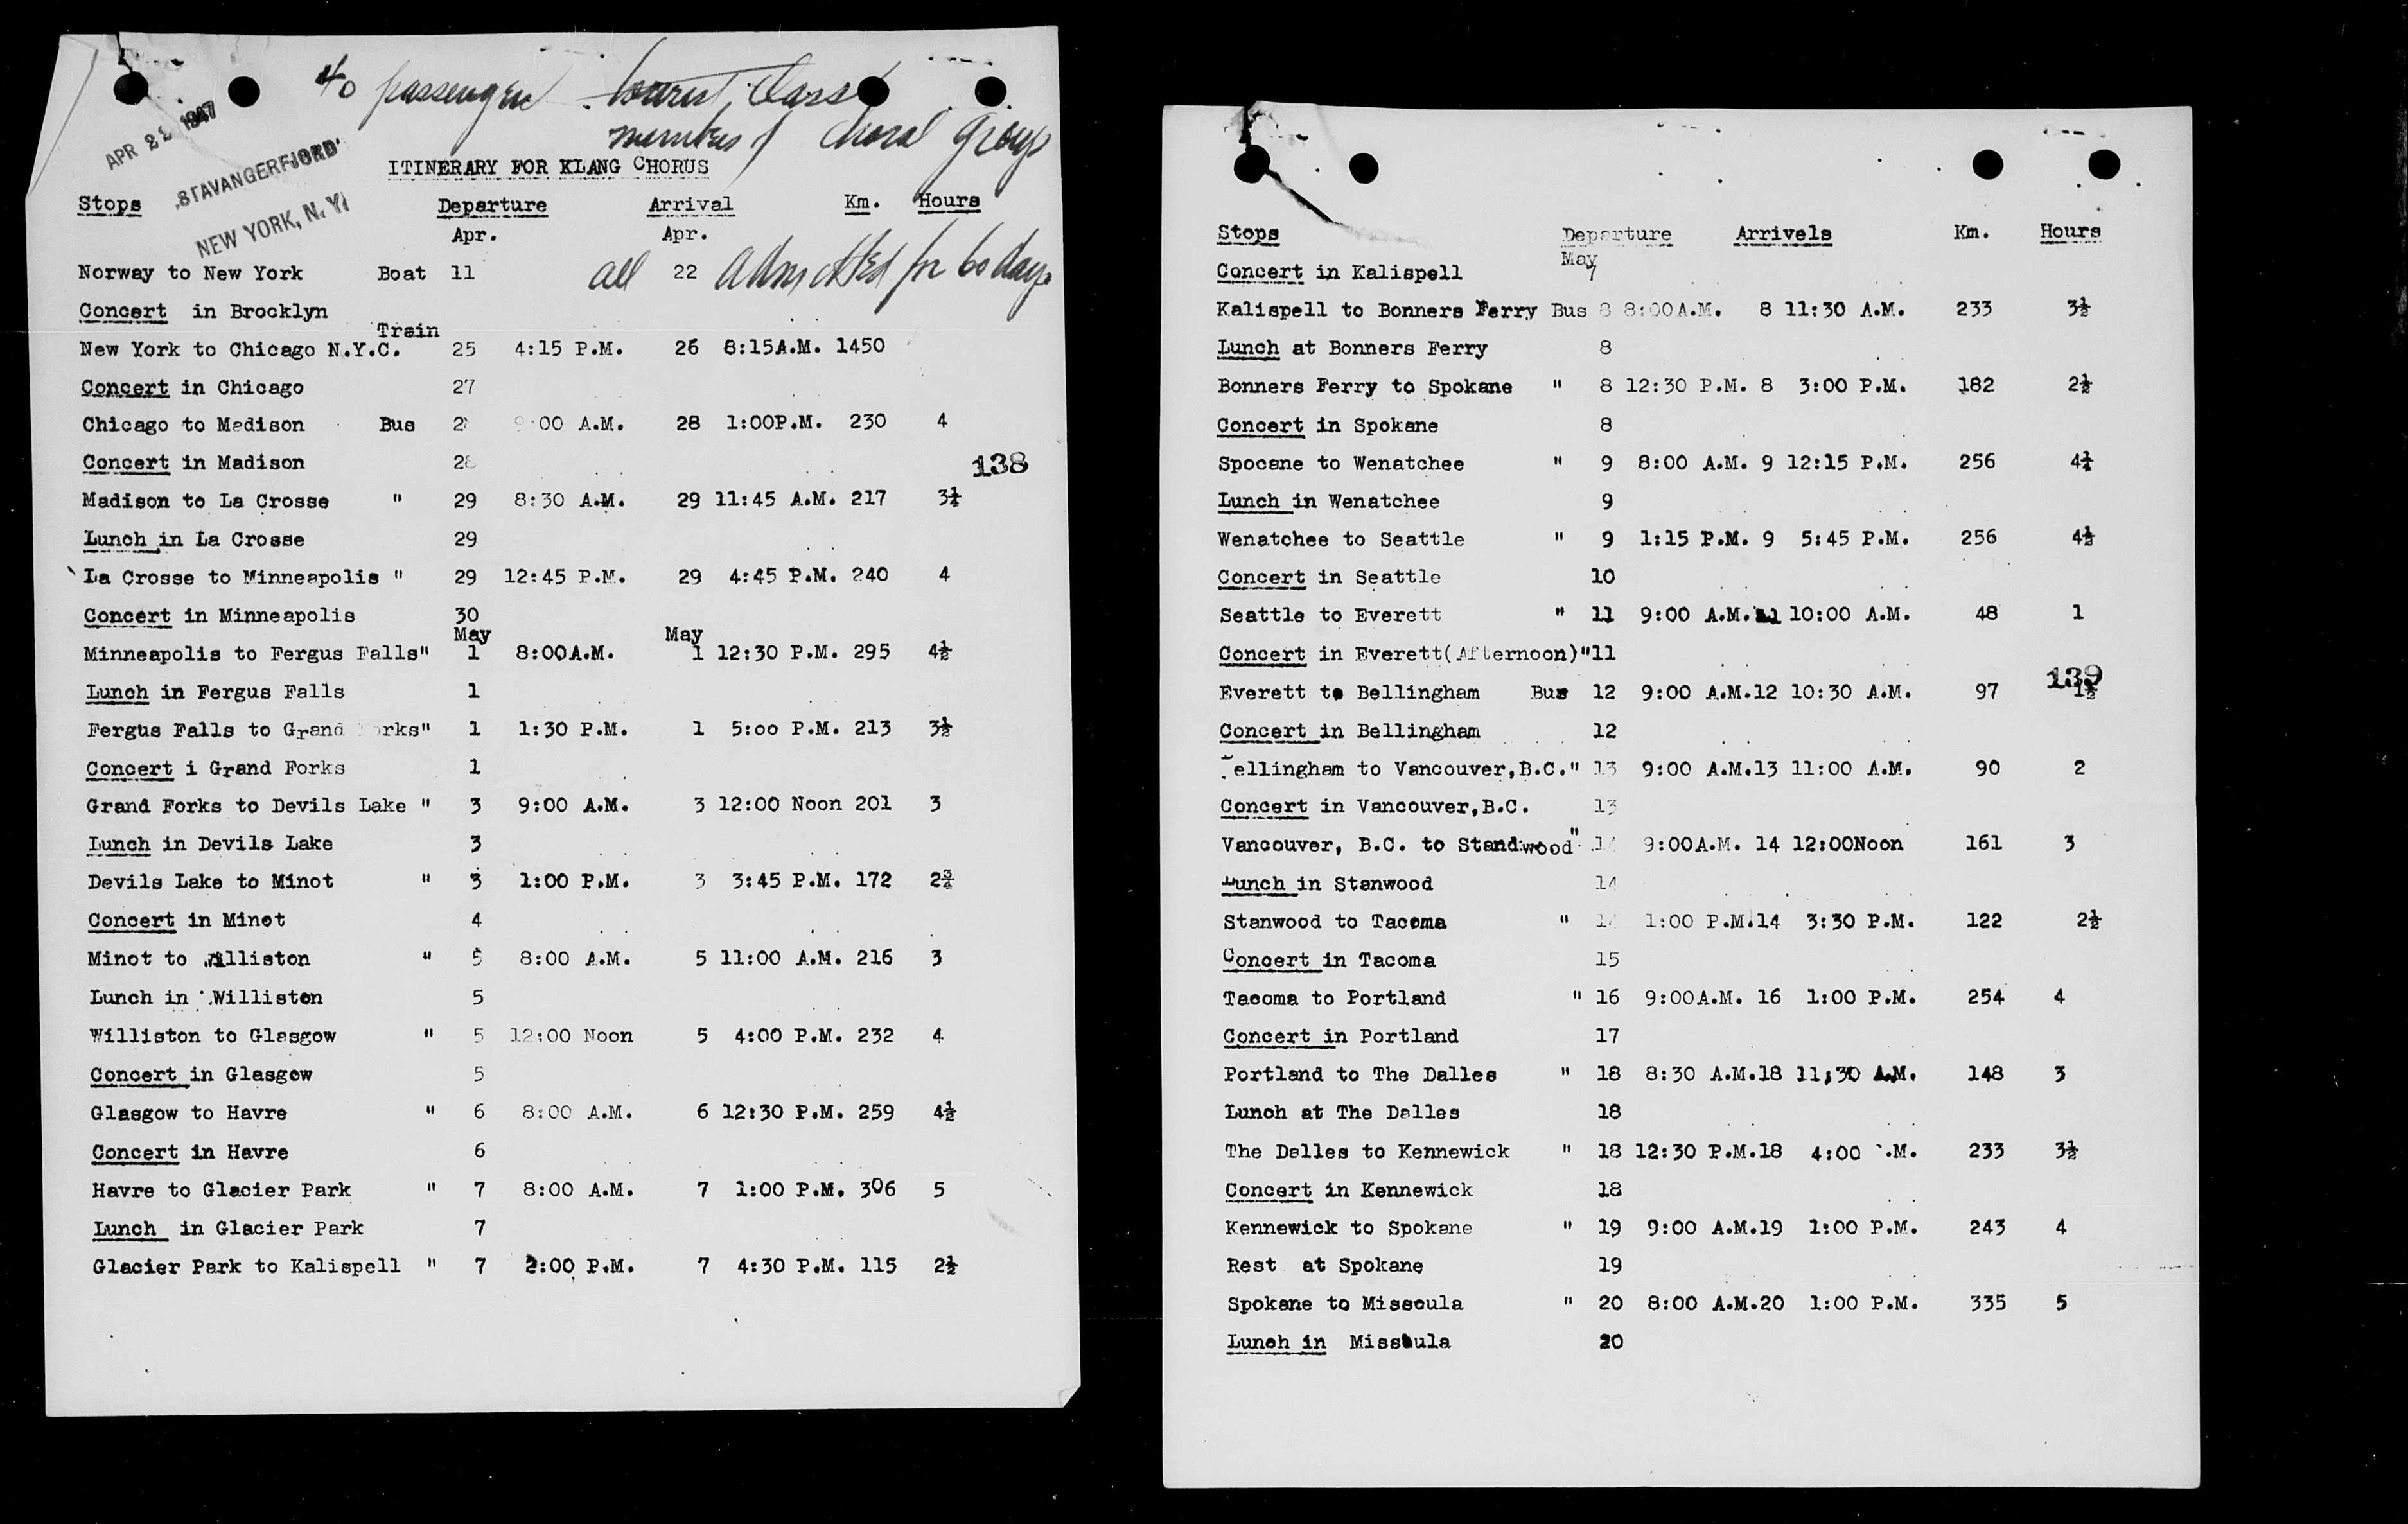 40 passenger tourist class
members of choral group
APR 22 1947
STAVANGERFJORD
NEW YORK, N.Y.
ITINERARY FOR KLANG CHORUS
Stops Departure Arrival Km. Hours
Apr. Apr.
Norway to New York Boat 11 all 22 admitted for 60 days
Concert in Brocklyn
Train
New York to Chicago N.Y.C. 25 4:15 P.M. 26 8:15A.M. 1450
Concert in Chicago 27
Chicago to Madison Bus 9:00 A.M. 28 1:00P.M. 230 4
Concert in Madison 28
138
Madison to La Crosse " 29 8:30 A.M. 29 11:45 A.M. 217 3¼
Lunch in La Crosse 29
La Crosse to Minneapolis " 29 12:45 P.M. 29 4:45 P.M. 240 4
Concert in Minneapolis 30
May May
Minneapolis to Fergus Falls" 1 8:00A.M. 1 12:30 P.M. 295 4½
Lunch in Fergus Falls 1
Fergus Falls to Grand orks" 1 1:30 P.M. 1 5:oo P.M. 213 3½
Concert i Grand Forks 1
Grand Forks to Devils Lake " 3 9:00 A.M. 3 12:00 Noon 201 3
Lunch in Devils Lake 3
Devils Lake to Minot " 3 1:00 P.M. 3 3:45 P.M. 172 2¾
Concert in Minot 4
Minot to Williston " 5 8:00 A.M. 5 11:00 A.M. 216 3
Lunch in Williston 5
Williston to Glasgow " 5 12:00 Noon 5 4:00 P.M. 232 4
Concert in Glasgow 5
Glasgow to Havre " 6 8:00 A.M. 6 12:30 P.M. 259 4½
Concert in Havre 6
Havre to Glacier Park " 7 8:00 A.M. 7 1:00 P.M. 306 5
Lunch in Glacier Park 7
Glacier Park to Kalispell " 7 2:00 P.M. 7 4:30 P.M. 115 2½
Stops Departure Arrivels Km. Hours
May
Concert in Kalispell 7
Kalispell to Bonners Ferry Bus 8 8:00A.M. 8 11:30 A.M. 233 3½
Lunch at Bonners Ferry 8
Bonners Ferry to Spokane " 8 12:30 P.M. 8 3:00 P.M. 182 2½
Concert in Spokane 8
Spocane to Wenatchee " 9 8:00 A.M. 9 12:15 P.M. 256 4¼
Lunch in Wenatchee 9
Wenatchee to Seattle " 9 1:15 P.M. 9 5:45 P.M. 256 4½
Concert in Seattle 10
Seattle to Everett " 11 9:00 A.M. 11 10:00 A.M. 48 1
Concert in Everett(Afternoon)"11
139
Everett to Bellingham Bus 12 9:00 A.M.12 10:30 A.M. 97 1½
Concert in Bellingham 12
ellingham to Vancouver,B.C." 13 9:00 A.M.13 11:00 A.M. 90 2
Concert in Vancouver,B.C. 13
Vancouver, B.C. to Standwood" 14 9:00A.M. 14 12:00Noon 161 3
Lunch in Stanwood 14
Stanwood to Tacoma " 14 1:00 P.M.14 3:30 P.M. 122 2½
Concert in Tacoma 15
Tacoma to Portland " 16 9:00A.M. 16 1:00 P.M. 254 4
Concert in Portland 17
Portland to The Dalles " 18 8:30 A.M.18 11:30 A.M. 148 3
Lunch at The Dalles 18
The Dalles to Kennewick " 18 12:30 P.M.18 4:00 .M. 233 3½
Concert in Kennewick 18
Kennewick to Spokane " 19 9:00 A.M.19 1:00 P.M. 243 4
Rest at Spokane 19
Spokane to Missoula " 20 8:00 A.M.20 1:00 P.M. 335 5
Lunch in Missoula 20